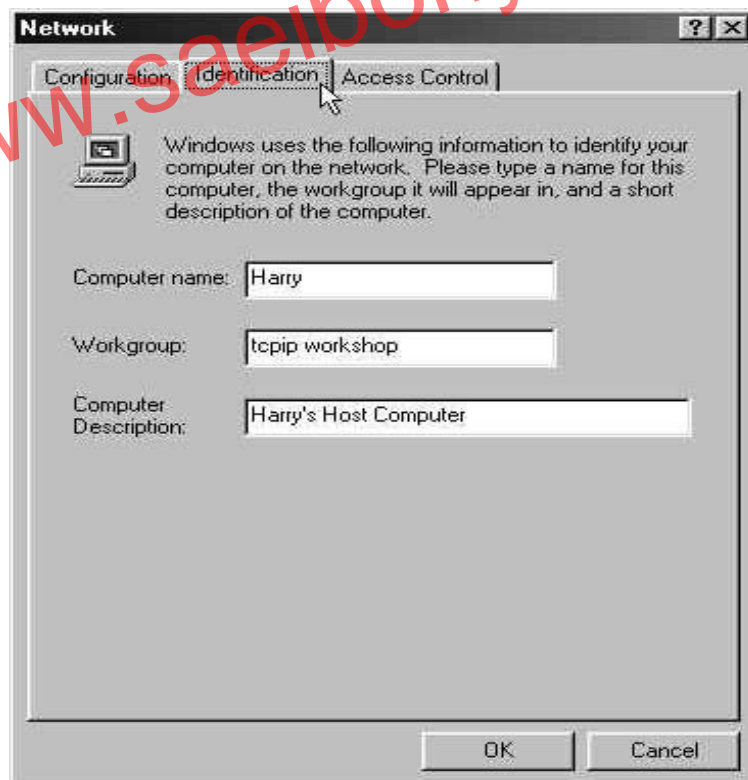 Network
Configuration Identification Access Control
Windows uses the following information to identify your
computer on the network. Please type a name for this
computer, the workgroup it will appear in, and a short
description of the computer.
Computer name: Harry
Workgroup: tcpip workshop
Computer
Description: Harry's Host Computer
OK Cancel